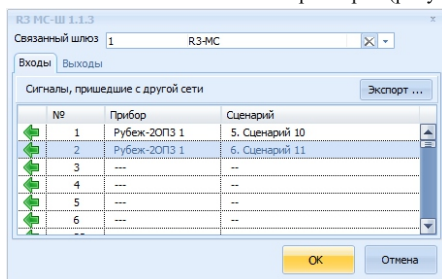 R3 МС-Ш 1.1.3
Связанный шлюз 1 R3-МС
Входы Выходы
Сигналы, пришедшие с другой сети Экспорт ...
№ Прибор Сценарий
1 Рубеж-2ОП3 1 5. Сценарий 10
2 Рубеж-2ОП3 1 6. Сценарий 11
3 --- --
4 --- --
5 --- --
6 --- --
OK Отмена